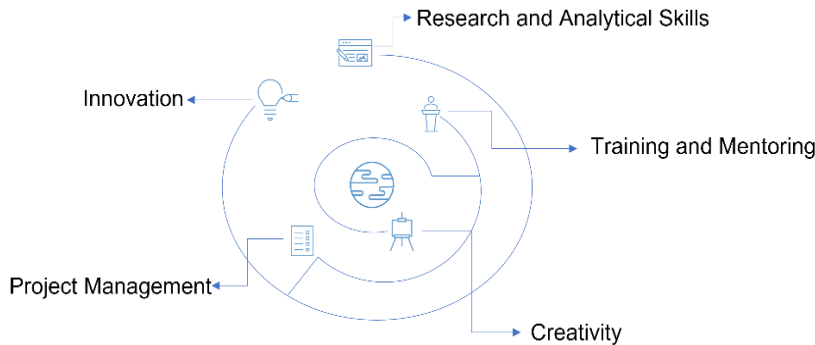 Research and Analytical Skills
Innovation
Training and Mentoring
Project Management
Creativity